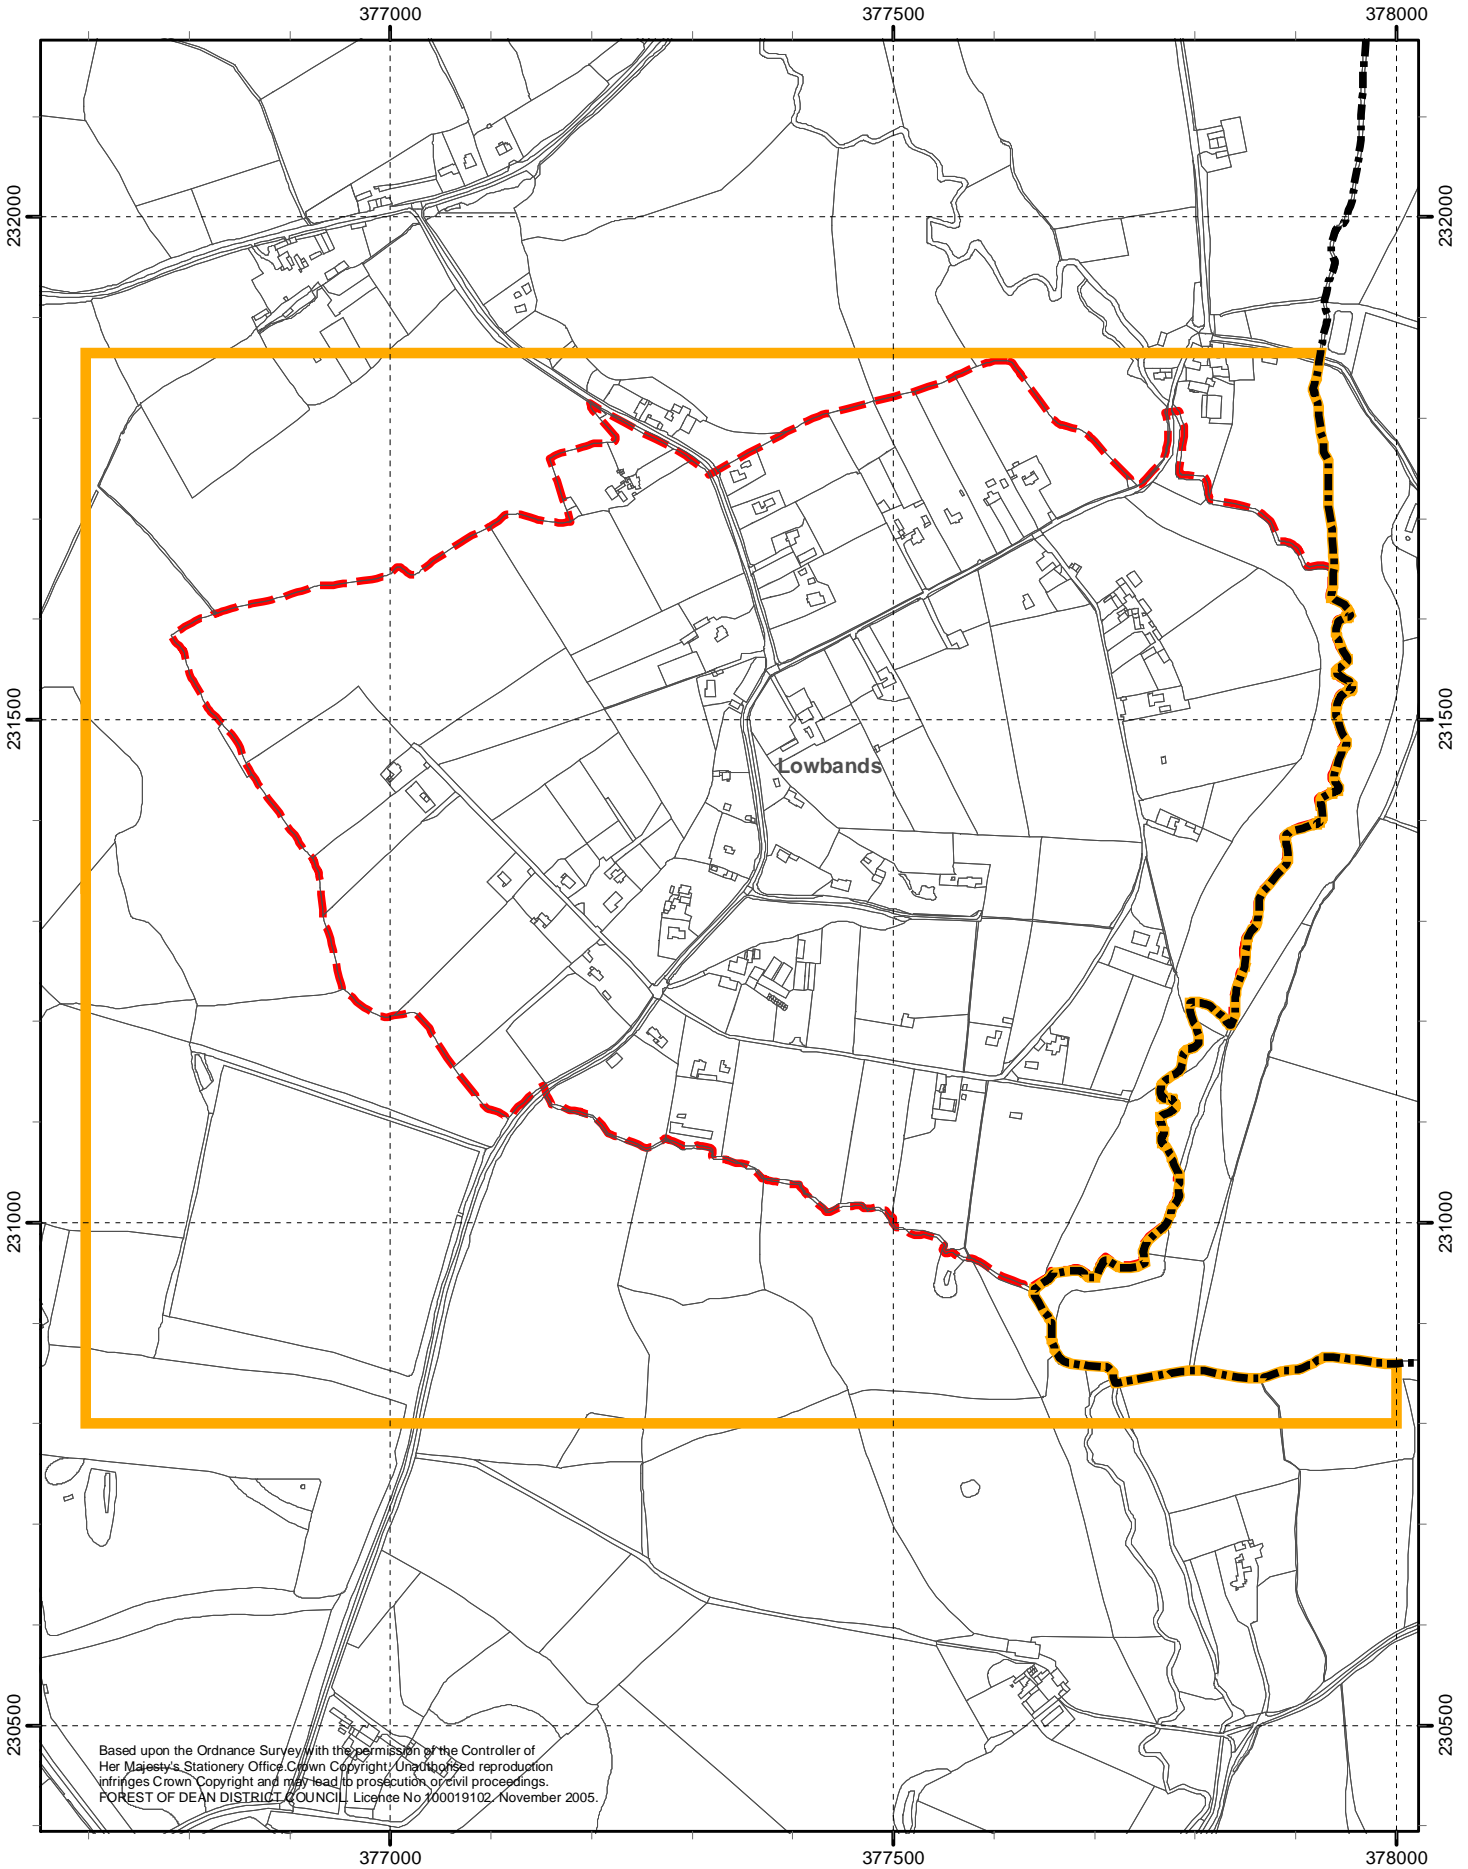 377000 377500 378000
232000 232000
231500 231500
Lowbands
231000 231000
230500 230500
Based upon the Ordnance Survey with the permission of the Controller of
Her Majesty's Stationery Office.Crown Copyright. Unauthorised reproduction
infringes Crown Copyright and may lead to prosecution or civil proceedings.
FOREST OF DEAN DISTRICT COUNCIL. Licence No 100019102. November 2005.
377000 377500 378000